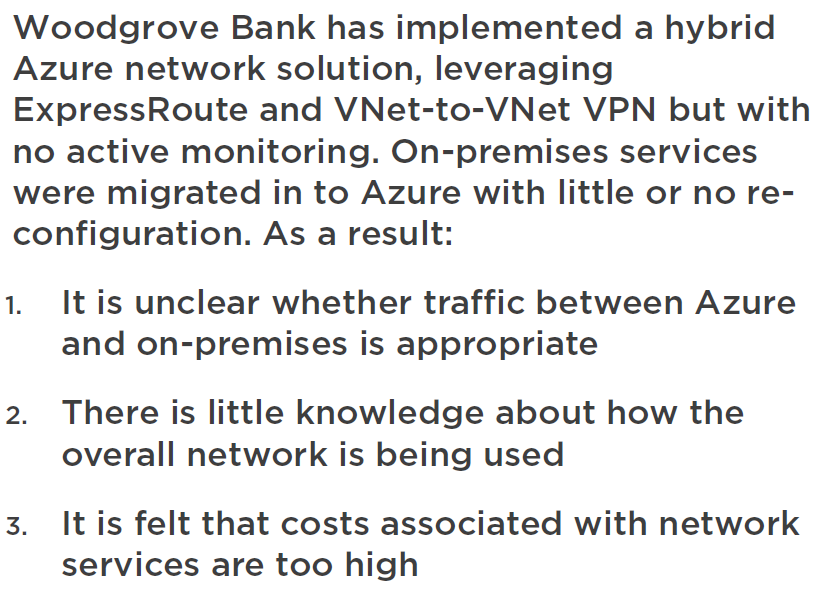 Woodgrove Bank has implemented a hybrid
Azure network solution, leveraging
ExpressRoute and VNet-to-VNet VPN but with
no active monitoring. On-premises services
were migrated in to Azure with little or no re-
configuration. As a result:
1. It is unclear whether traffic between Azure
and on-premises is appropriate
2. There is little knowledge about how the
overall network is being used
3. It is felt that costs associated with network
services are too high